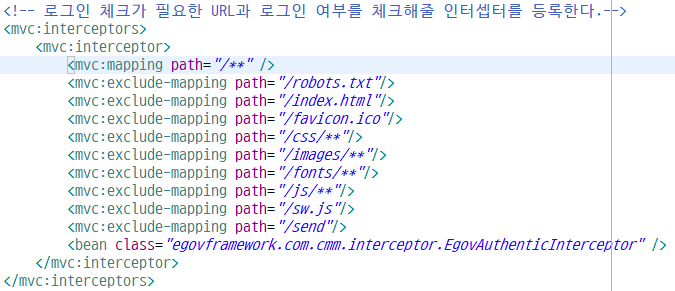 <!-- 로그인 체크가 필요한 URL과 로그인 여부를 체크해줄 인터셉터를 등록한다.-->
<mvc:interceptors>
    <mvc:interceptor>
        <mvc:mapping path="/**" />
        <mvc:exclude-mapping path="/robots.txt"/>
        <mvc:exclude-mapping path="/index.html"/>
        <mvc:exclude-mapping path="/favicon.ico"/>
        <mvc:exclude-mapping path="/css/**"/>
        <mvc:exclude-mapping path="/images/**"/>
        <mvc:exclude-mapping path="/fonts/**"/>
        <mvc:exclude-mapping path="/js/**"/>
        <mvc:exclude-mapping path="/sw.js"/>
        <mvc:exclude-mapping path="/send"/>
        <bean class="egovframework.com.cmm.interceptor.EgovAuthenticInterceptor" />
    </mvc:interceptor>
</mvc:interceptors>